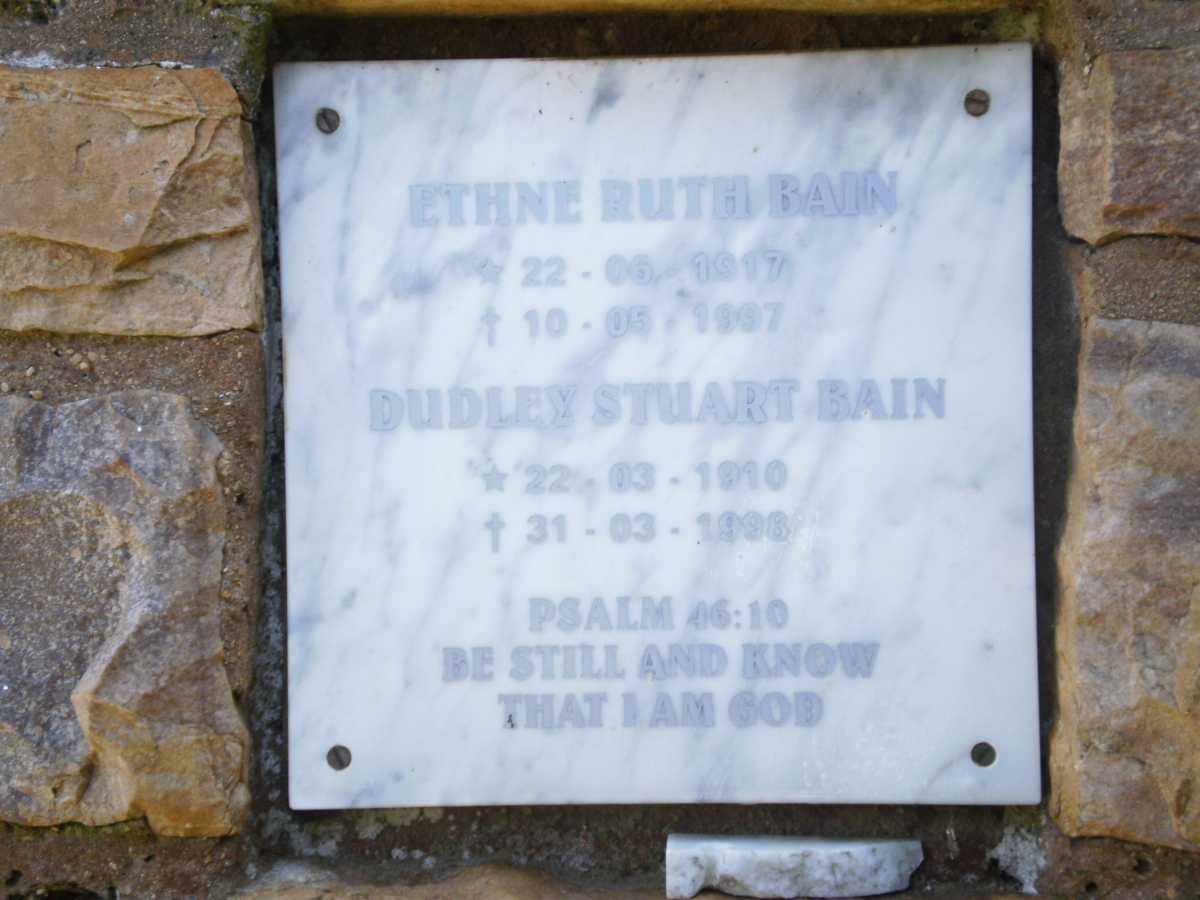 ETHNE RUTH BAIN
★ 22 - 06 - 1917
† 10 - 05 - 1997
DUDLEY STUART BAIN
★ 22 - 03 - 1910
† 31 - 03 - 1998
PSALM 46:10
BE STILL AND KNOW
THAT I AM GOD